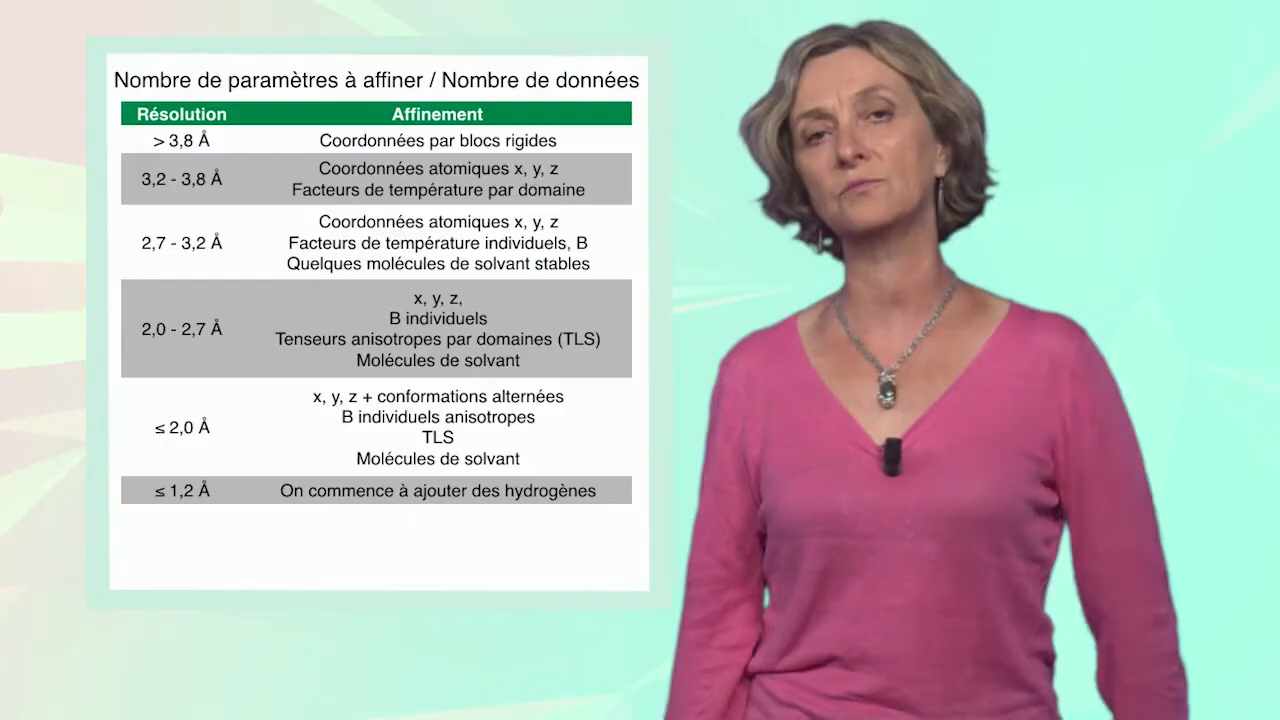 Nombre de paramètres à affiner / Nombre de données
Résolution Affinement
> 3,8 Å Coordonnées par blocs rigides
3,2 - 3,8 Å Coordonnées atomiques x, y, z
Facteurs de température par domaine
2,7 - 3,2 Å Coordonnées atomiques x, y, z
Facteurs de température individuels, B
Quelques molécules de solvant stables
2,0 - 2,7 Å x, y, z,
B individuels
Tenseurs anisotropes par domaines (TLS)
Molécules de solvant
≤ 2,0 Å x, y, z + conformations alternées
B individuels anisotropes
TLS
Molécules de solvant
≤ 1,2 Å On commence à ajouter des hydrogènes